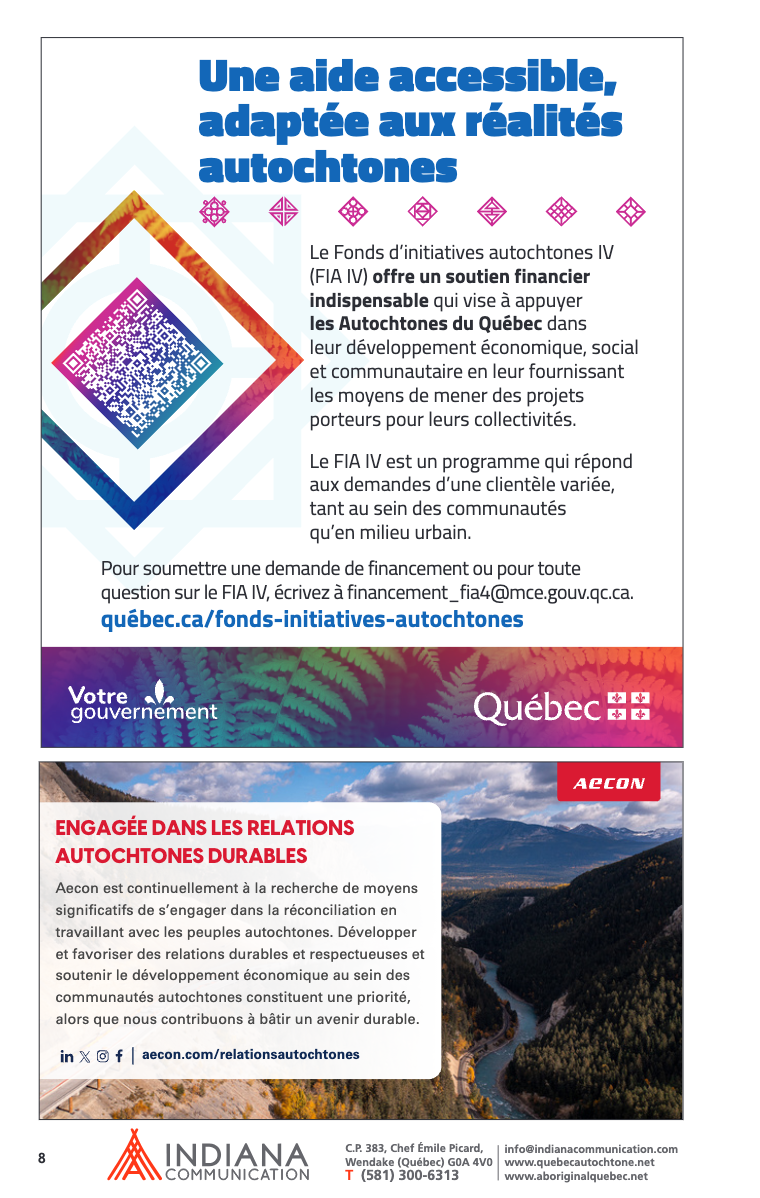 Une aide accessible,
adaptée aux réalités
autochtones
Le Fonds d’initiatives autochtones IV
(FIA IV) offre un soutien financier
indispensable qui vise à appuyer
les Autochtones du Québec dans
leur développement économique, social
et communautaire en leur fournissant
les moyens de mener des projets
porteurs pour leurs collectivités.
Le FIA IV est un programme qui répond
aux demandes d’une clientèle variée,
tant au sein des communautés
qu’en milieu urbain.
Pour soumettre une demande de financement ou pour toute
question sur le FIA IV, écrivez à financement_fia4@mce.gouv.qc.ca.
québec.ca/fonds-initiatives-autochtones
Votre
gouvernement
Québec
AECON
ENGAGÉE DANS LES RELATIONS
AUTOCHTONES DURABLES
Aecon est continuellement à la recherche de moyens
significatifs de s’engager dans la réconciliation en
travaillant avec les peuples autochtones. Développer
et favoriser des relations durables et respectueuses et
soutenir le développement économique au sein des
communautés autochtones constituent une priorité,
alors que nous contribuons à bâtir un avenir durable.
aecon.com/relationsautochtones
8
INDIANA
COMMUNICATION
C.P. 383, Chef Émile Picard,
Wendake (Québec) G0A 4V0
T (581) 300-6313
info@indianacommunication.com
www.quebecautochtone.net
www.aboriginalquebec.net